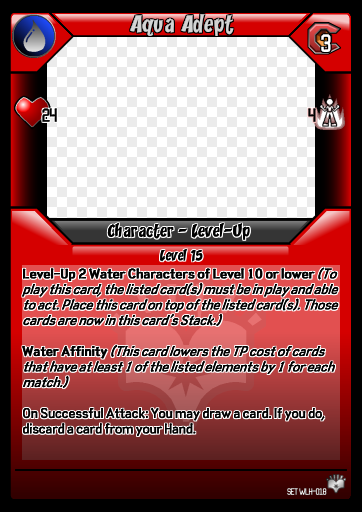 Aqua Adept
3
24
4
Character - Level-Up
Level 15
Level-Up 2 Water Characters of Level 10 or lower (To
play this card, the listed card(s) must be in play and able
to act. Place this card on top of the listed card(s). Those
cards are now in this card's Stack.)
Water Affinity (This card lowers the TP cost of cards
that have at least 1 of the listed elements by 1 for each
match.)
On Successful Attack: You may draw a card. If you do,
discard a card from your Hand.
SET WLH-018